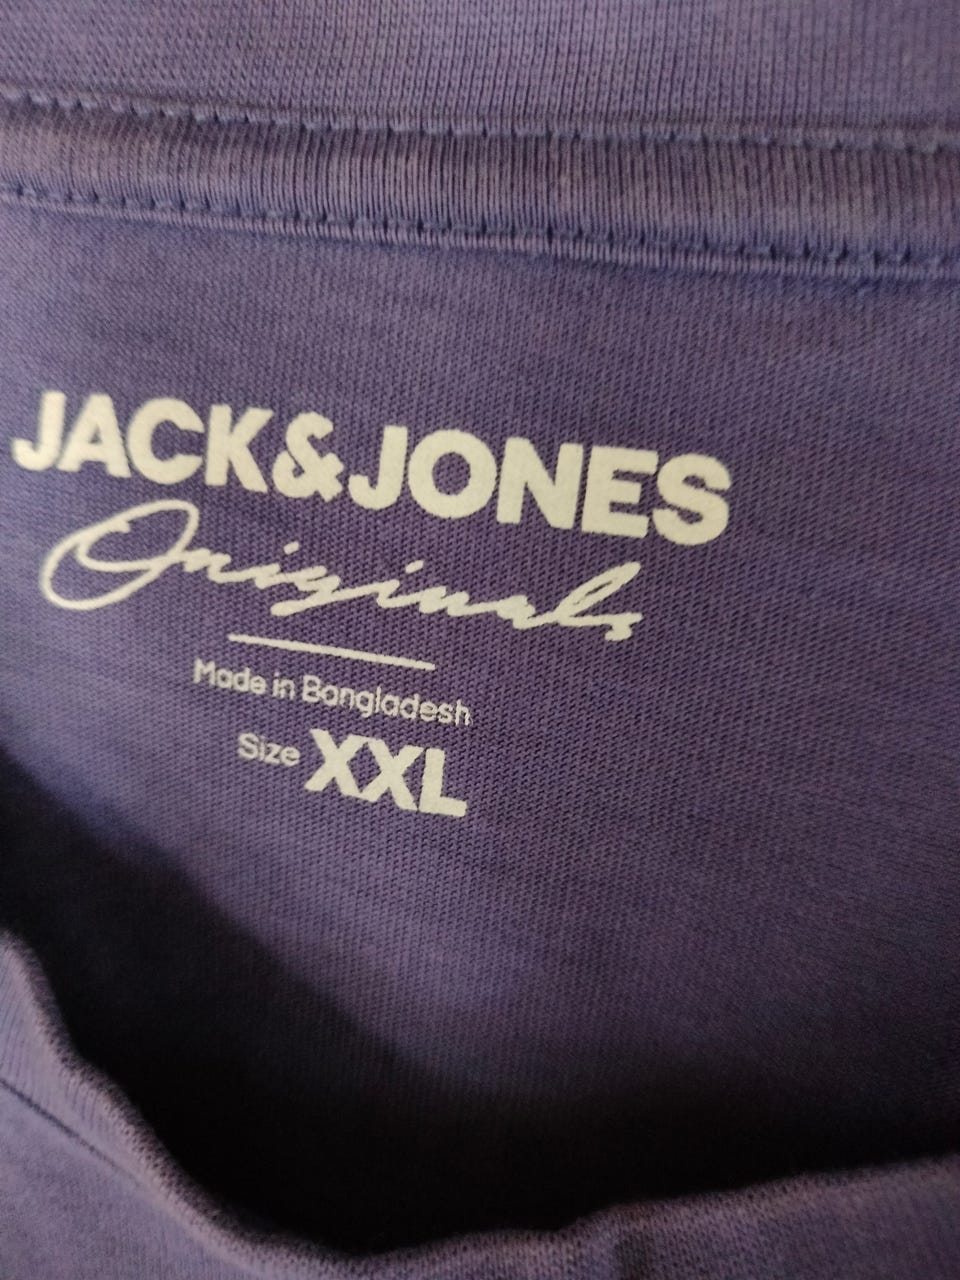 JACK&JONES
Originals
Made in Bangladesh
Size XXL